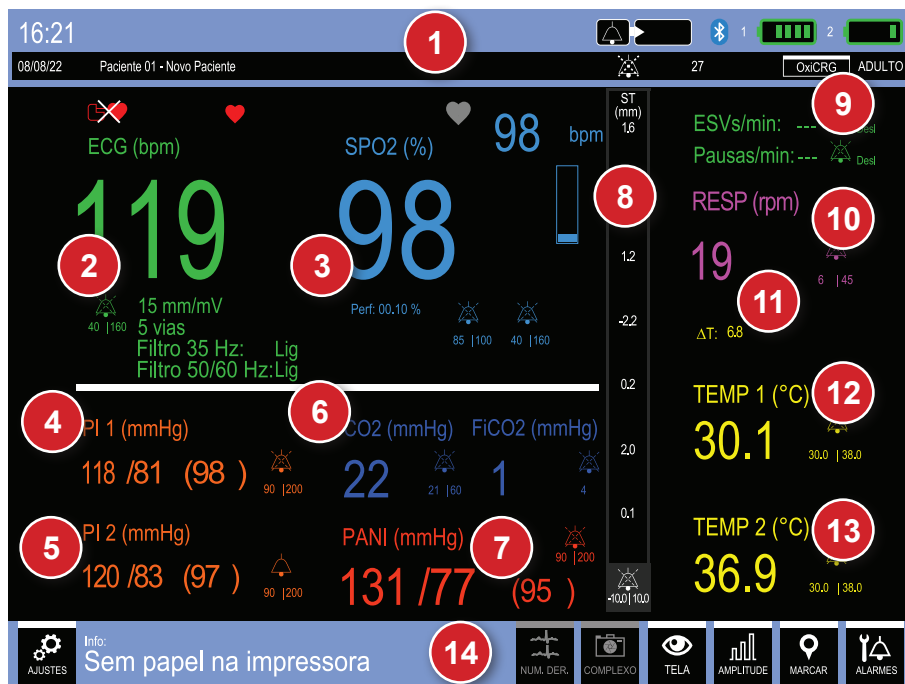 16:21
1
1
2
08/08/22 Paciente 01 - Novo Paciente 27 OxiCRG ADULTO
9
ECG (bpm)
119
2
40 |160
15 mm/mV
5 vias
Filtro 35 Hz: Lig
Filtro 50/60 Hz:Lig
SPO2 (%)
98 bpm
98
3
Perf: 00.10 %
85 |100 40 |160
ST
(mm)
1.6
8
1.2
-2.2
0.2
2.0
0.1
-10.0|10.0
ESVs/min: --- Desl
Pausas/min: --- Desl
RESP (rpm)
10
19
6 |45
11
ΔT: 6.8
4
PI 1 (mmHg)
118 /81 (98 )
90 |200
6
CO2 (mmHg) FiCO2 (mmHg)
22 21 |60 1 4
TEMP 1 (°C)
12
30.1
30.0 |38.0
5
PI 2 (mmHg)
120 /83 (97 )
90 |200
PANI (mmHg)
7
90 |200
131 /77 (95 )
TEMP 2 (°C)
13
36.9
30.0 |38.0
AJUSTES
Info:
Sem papel na impressora
14
NUM. DER. COMPLEXO TELA AMPLITUDE MARCAR ALARMES